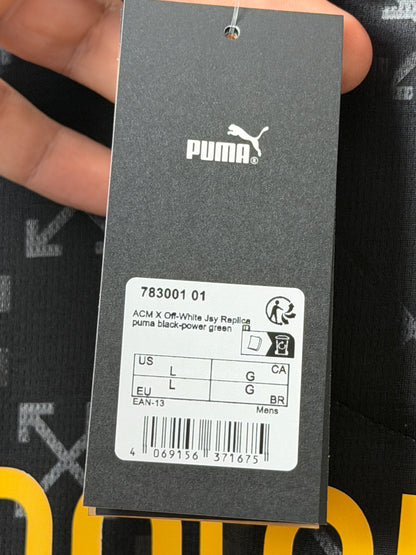 PUMA®
783001 01
ACM X Off-White Jsy Replica
puma black-power green
US L G CA
EU L G BR
EAN-13 Mens
4 069156 371675